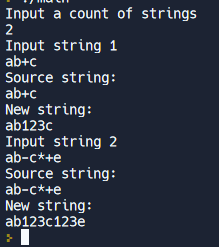 Input a count of strings
2
Input string 1
ab+c
Source string:
ab+c
New string:
ab123c
Input string 2
ab-c*+e
Source string:
ab-c*+e
New string:
ab123c123e